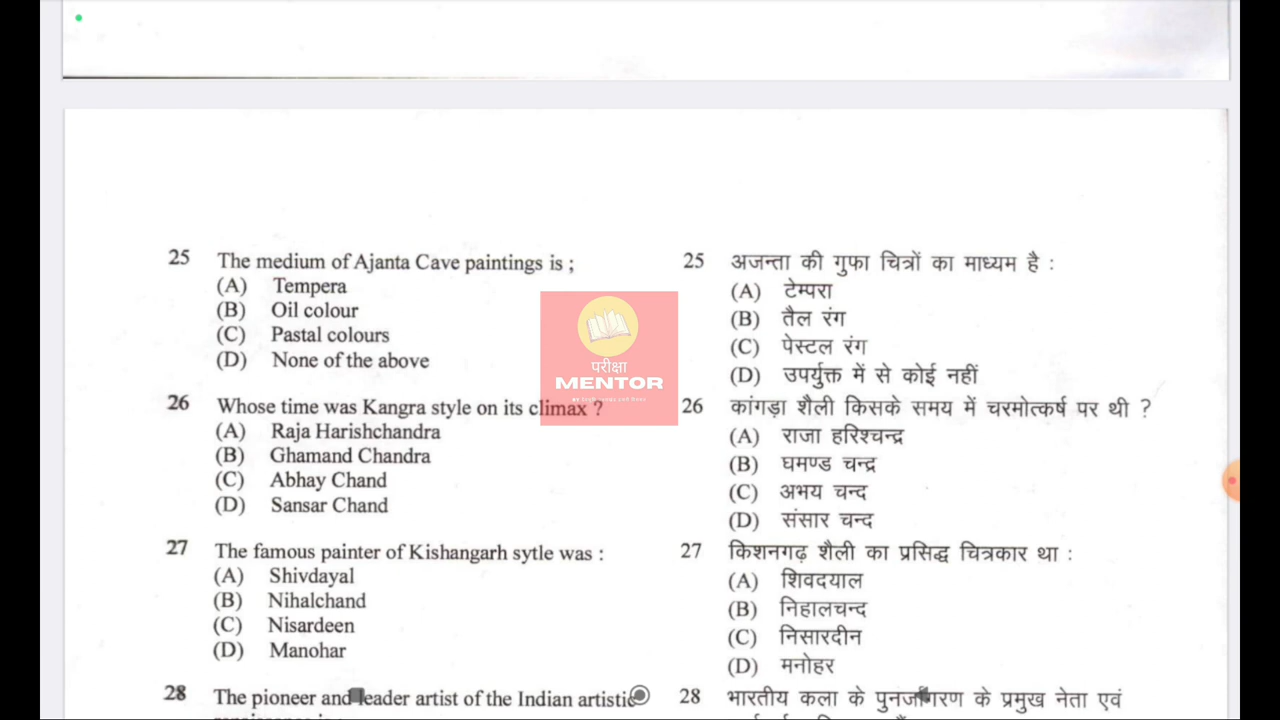 25 The medium of Ajanta Cave paintings is ;
(A) Tempera
(B) Oil colour
(C) Pastal colours
(D) None of the above
26 Whose time was Kangra style on its climax ?
(A) Raja Harishchandra
(B) Ghamand Chandra
(C) Abhay Chand
(D) Sansar Chand
27 The famous painter of Kishangarh sytle was :
(A) Shivdayal
(B) Nihalchand
(C) Nisardeen
(D) Manohar
28 The pioneer and leader artist of the Indian artistic
25 अजन्ता की गुफा चित्रों का माध्यम है :
(A) टेम्परा
(B) तैल रंग
(C) पेस्टल रंग
(D) उपर्युक्त में से कोई नहीं
26 कांगड़ा शैली किसके समय में चरमोत्कर्ष पर थी ?
(A) राजा हरिश्चन्द्र
(B) घमण्ड चन्द्र
(C) अभय चन्द
(D) संसार चन्द
27 किशनगढ़ शैली का प्रसिद्ध चित्रकार था :
(A) शिवदयाल
(B) निहालचन्द
(C) निसारदीन
(D) मनोहर
28 भारतीय कला के पुनर्जागरण के प्रमुख नेता एवं
परीक्षा
MENTOR